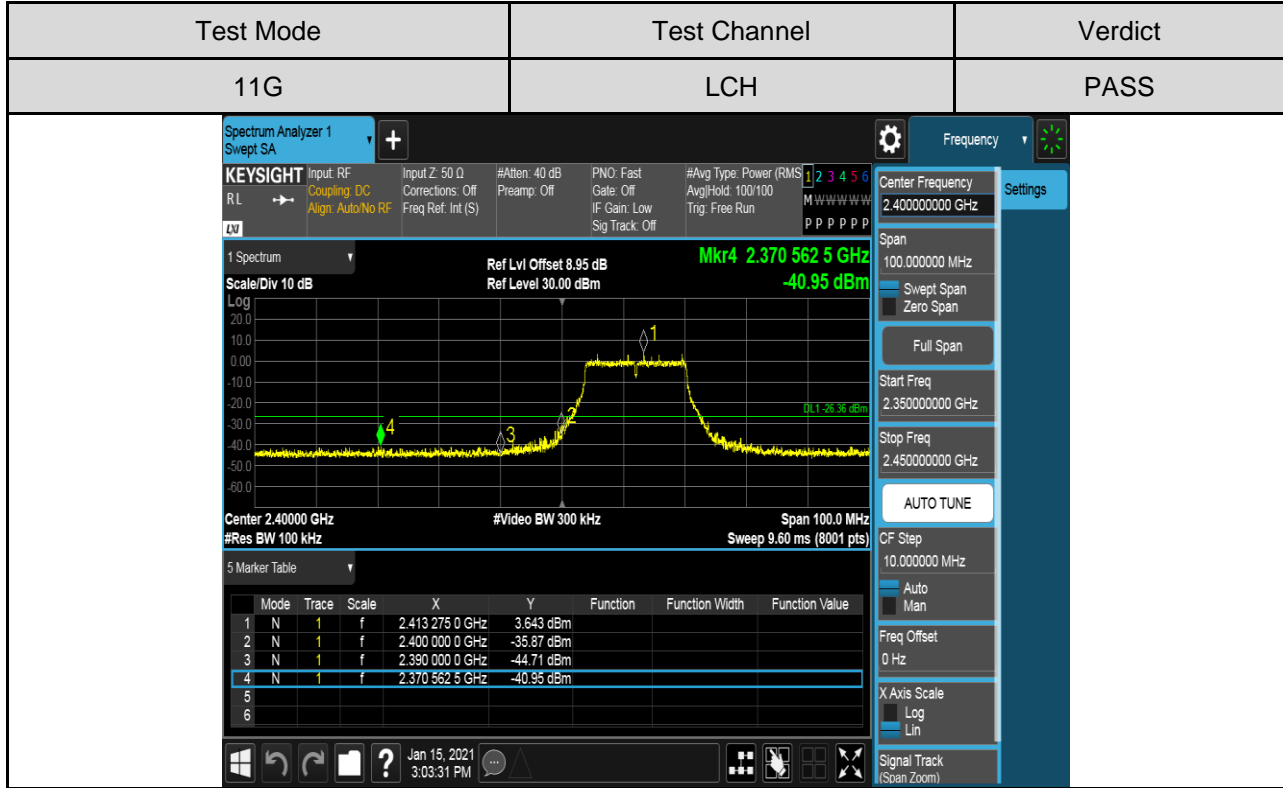 Test Mode Test Channel Verdict
11G LCH PASS
Spectrum Analyzer 1
Swept SA
+
Frequency
KEYSIGHT Input: RF Input Z: 50 Ω #Atten: 40 dB PNO: Fast #Avg Type: Power (RMS 1 2 3 4 5 6
RL Coupling: DC Corrections: Off Preamp: Off Gate: Off Avg|Hold: 100/100 M W W W W W
Align: Auto/No RF Freq Ref: Int (S) IF Gain: Low Trig: Free Run
LXI Sig Track: Off P P P P P P
1 Spectrum Ref Lvl Offset 8.95 dB Mkr4 2.370 562 5 GHz
Scale/Div 10 dB Ref Level 30.00 dBm -40.95 dBm
Log
20.0
10.0
0.00
-10.0
-20.0
-30.0
-40.0
-50.0
-60.0
1
2
3
4
DL1 -26.36 dBm
Center 2.40000 GHz #Video BW 300 kHz Span 100.0 MHz
#Res BW 100 kHz Sweep 9.60 ms (8001 pts)
5 Marker Table
Mode Trace Scale X Y Function Function Width Function Value
1 N 1 f 2.413 275 0 GHz 3.643 dBm
2 N 1 f 2.400 000 0 GHz -35.87 dBm
3 N 1 f 2.390 000 0 GHz -44.71 dBm
4 N 1 f 2.370 562 5 GHz -40.95 dBm
5
6
?
Jan 15, 2021
3:03:31 PM
Center Frequency
2.400000000 GHz
Settings
Span
100.000000 MHz
Swept Span
Zero Span
Full Span
Start Freq
2.350000000 GHz
Stop Freq
2.450000000 GHz
AUTO TUNE
CF Step
10.000000 MHz
Auto
Man
Freq Offset
0 Hz
X Axis Scale
Log
Lin
Signal Track
(Span Zoom)